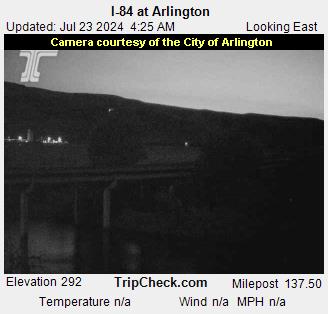 I-84 at Arlington
Updated: Jul 23 2024 4:25 AM Looking East
Camera courtesy of the City of Arlington
Elevation 292 TripCheck.com Milepost 137.50
Temperature n/a Wind n/a MPH n/a